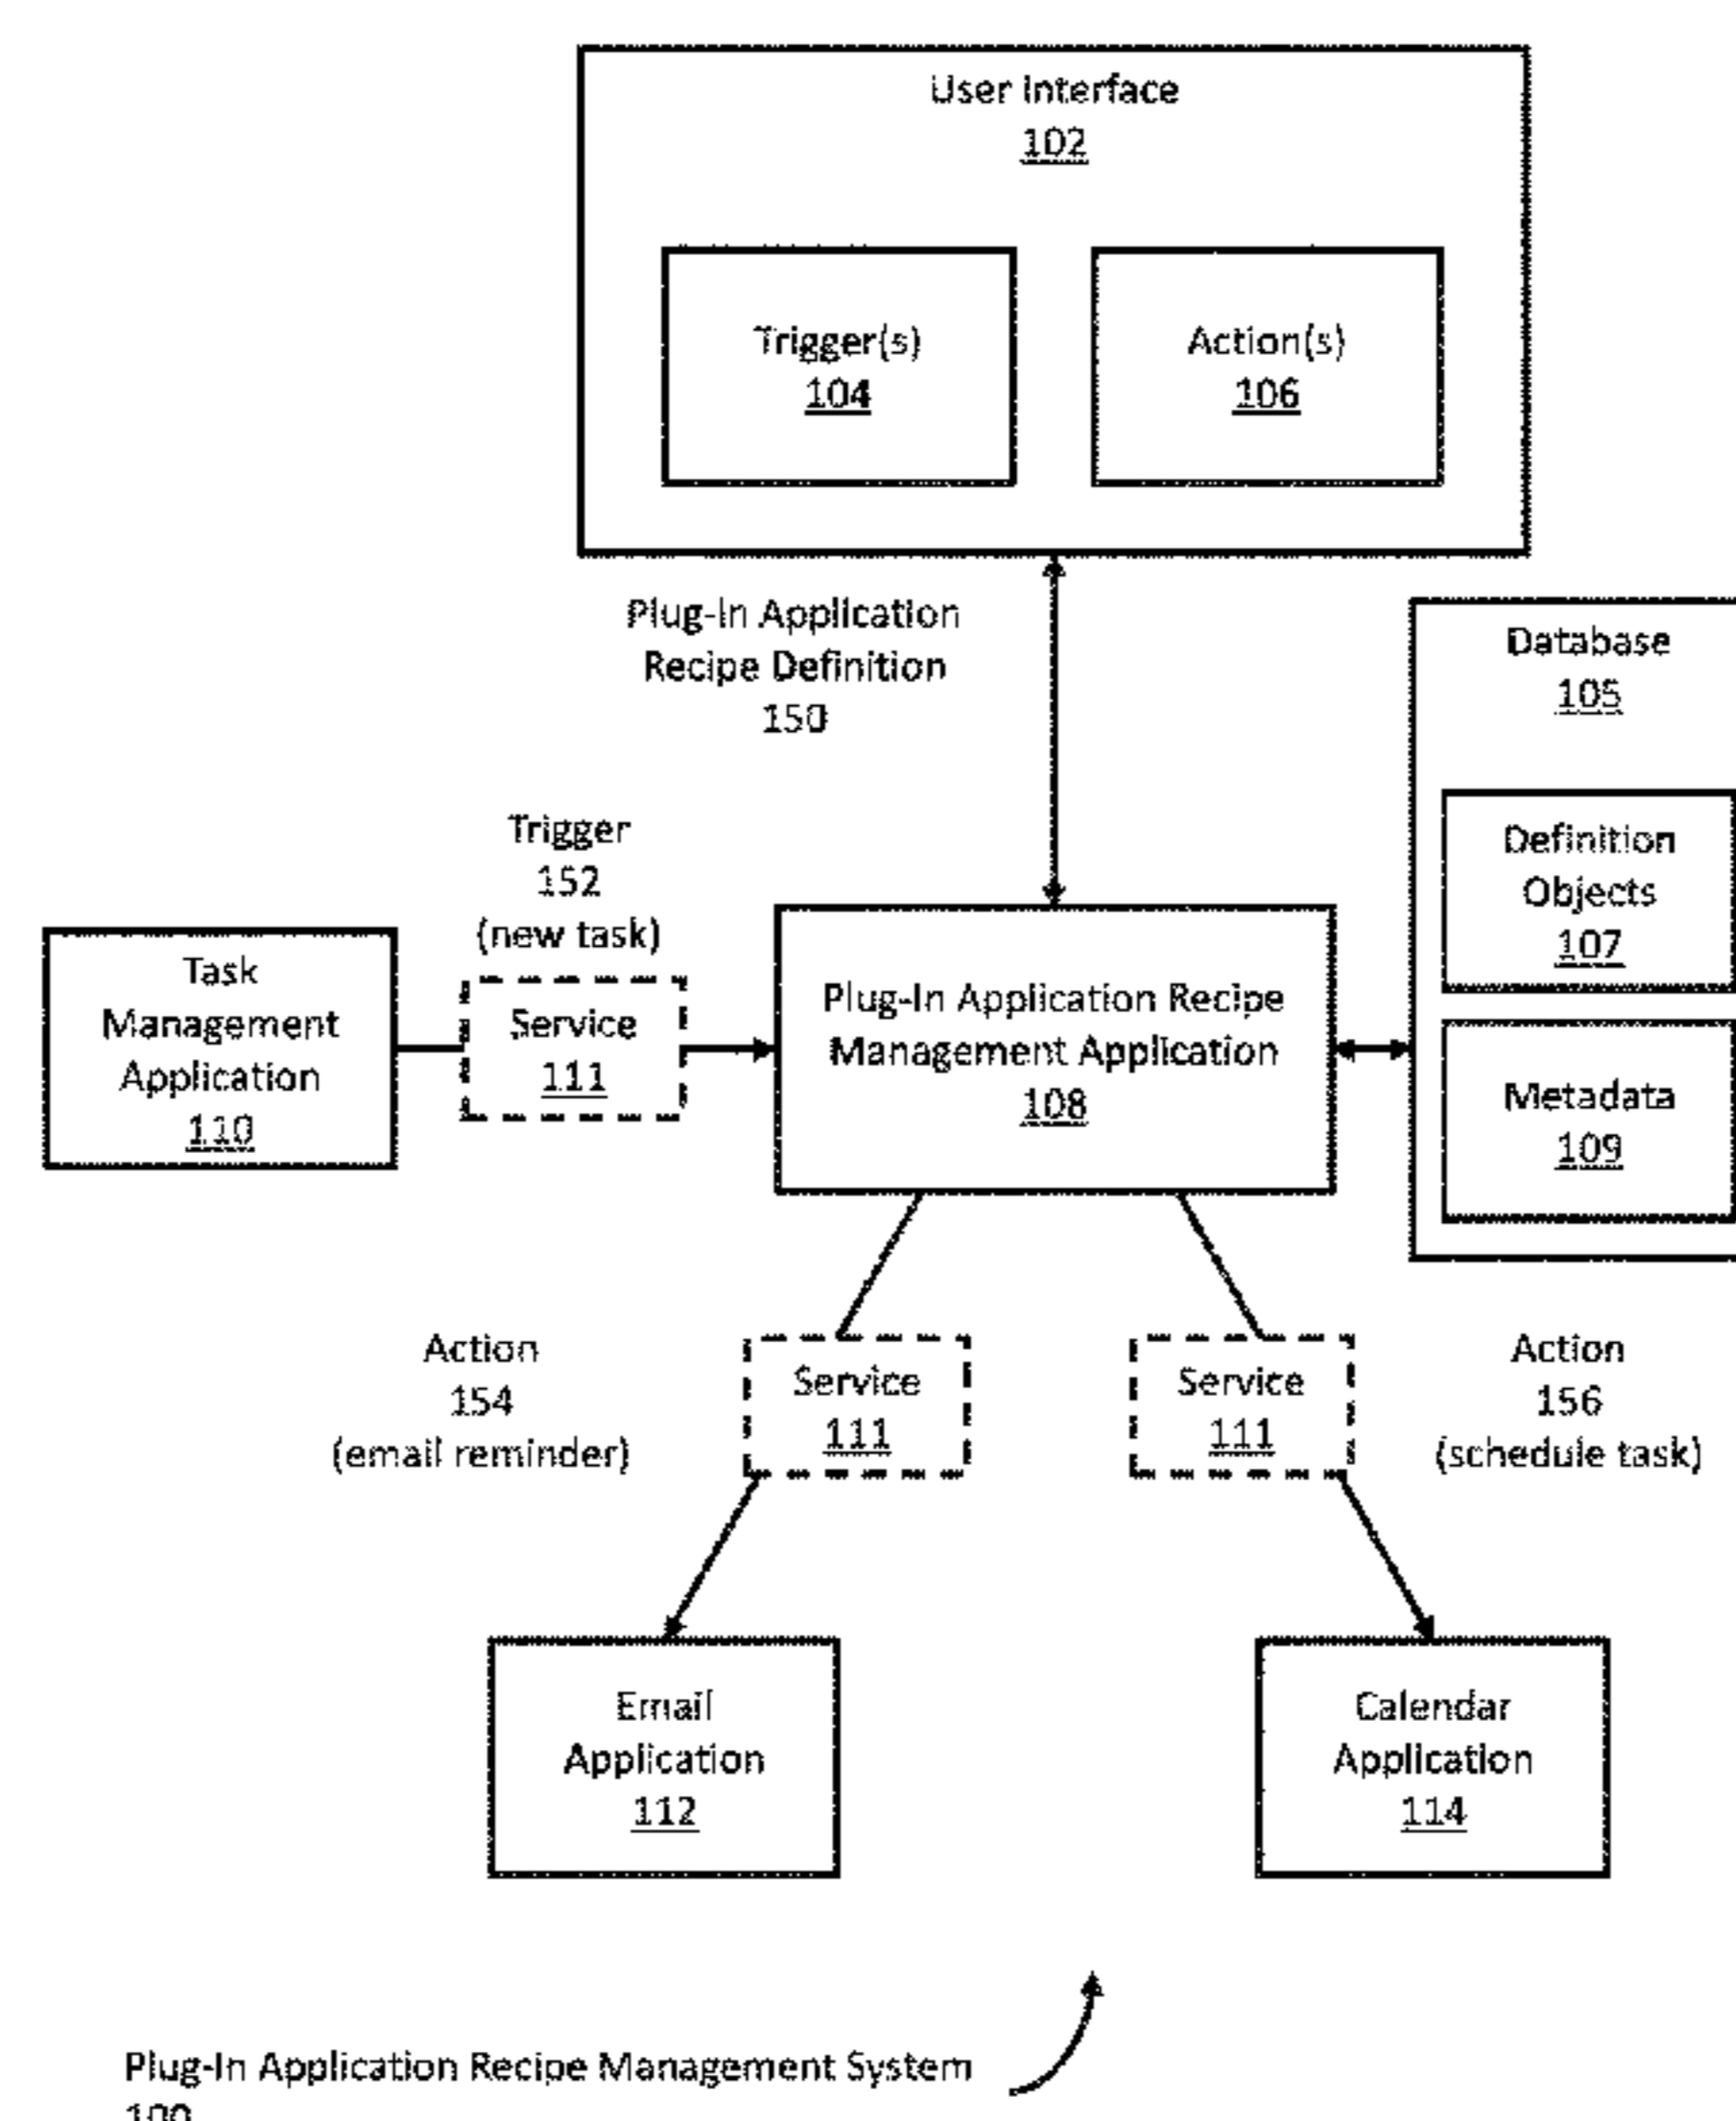 User Interface
102
Trigger(s)
104
Action(s)
106
Plug-In Application
Recipe Definition
150
Database
105
Definition
Objects
107
Metadata
109
Trigger
152
(new task)
Task
Management
Application
110
Service
111
Plug-In Application Recipe
Management Application
108
Action
154
(email reminder)
Service
111
Service
111
Action
156
(schedule task)
Email
Application
112
Calendar
Application
114
Plug-In Application Recipe Management System
100